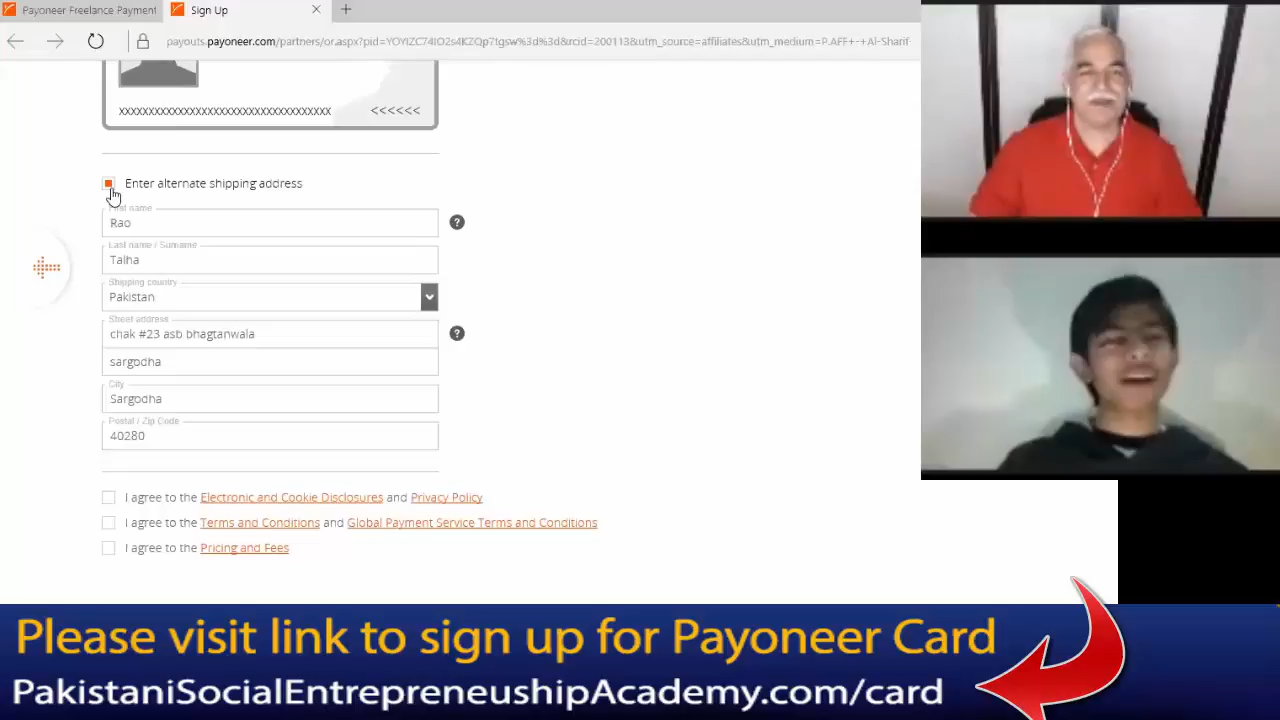 Payoneer Freelance Payment
Sign Up
payouts.payoneer.com/partners/or.aspx?pid=YOYIZC74IO2s4KZQp7tgsw%3d%3d&rcid=200113&utm_source=affiliates&utm_medium=P.AFF+-+Al-Sharif
xxxxxxxxxxxxxxxxxxxxxxxxxxxxxxxxxxx <<<<<<
Enter alternate shipping address
First name
Rao
?
Last name / Surname
Talha
Shipping country
Pakistan
Street address
chak #23 asb bhagtanwala
?
sargodha
City
Sargodha
Postal / Zip Code
40280
I agree to the Electronic and Cookie Disclosures and Privacy Policy
I agree to the Terms and Conditions and Global Payment Service Terms and Conditions
I agree to the Pricing and Fees
Please visit link to sign up for Payoneer Card
PakistaniSocialEntrepreneushipAcademy.com/card